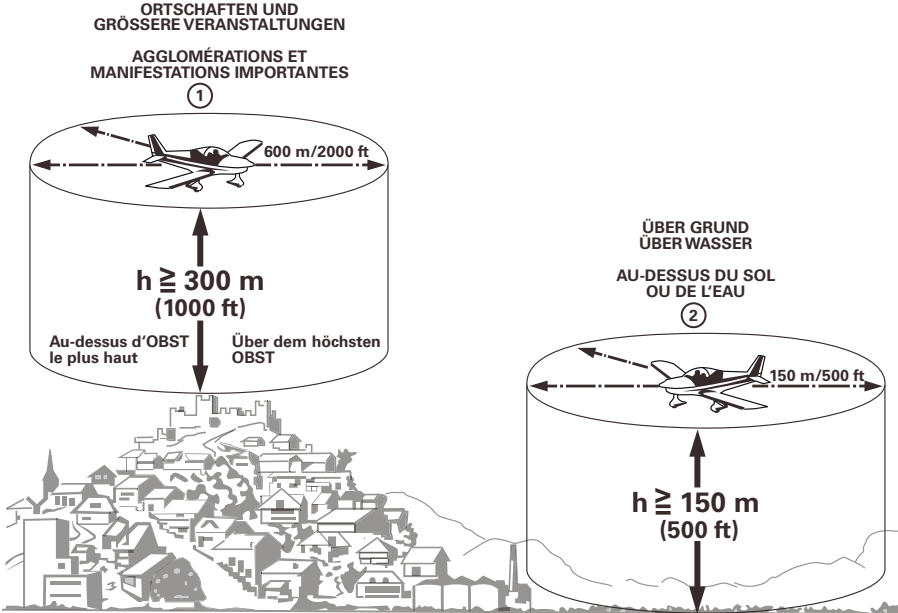 ORTSCHAFTEN UND
GRÖSSERE VERANSTALTUNGEN
AGGLOMÉRATIONS ET
MANIFESTATIONS IMPORTANTES
1
600 m/2000 ft
h ≧ 300 m
(1000 ft)
Au-dessus d‘OBST
le plus haut
Über dem höchsten
OBST
ÜBER GRUND
ÜBER WASSER
AU-DESSUS DU SOL
OU DE L'EAU
2
150 m/500 ft
h ≧ 150 m
(500 ft)